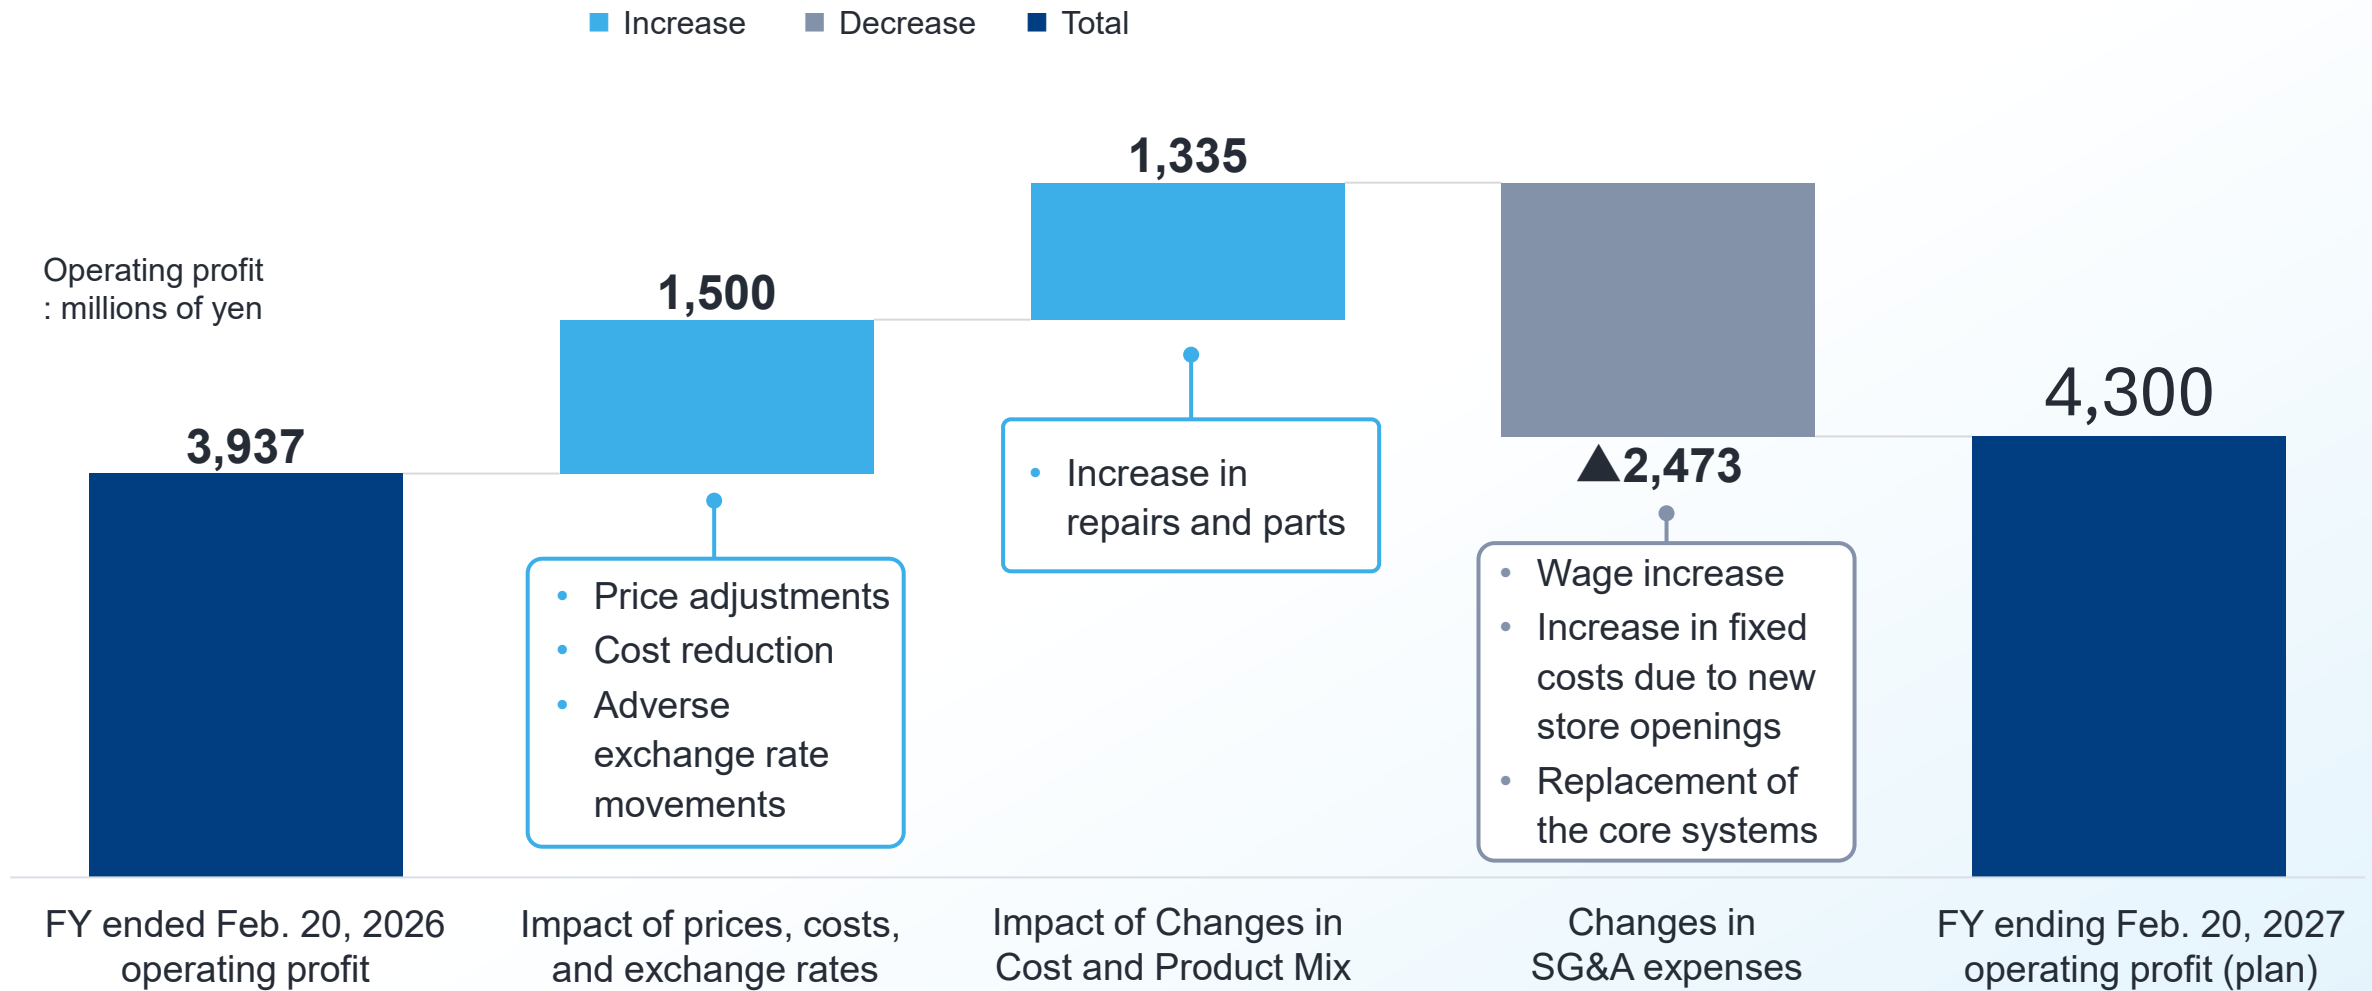 Increase
Decrease
Total
Operating profit
: millions of yen
3,937
1,500
1,335
▲2,473
4,300
• Price adjustments
• Cost reduction
• Adverse
exchange rate
movements
• Increase in
repairs and parts
• Wage increase
• Increase in fixed
costs due to new
store openings
• Replacement of
the core systems
FY ended Feb. 20, 2026
operating profit
Impact of prices, costs,
and exchange rates
Impact of Changes in
Cost and Product Mix
Changes in
SG&A expenses
FY ending Feb. 20, 2027
operating profit (plan)